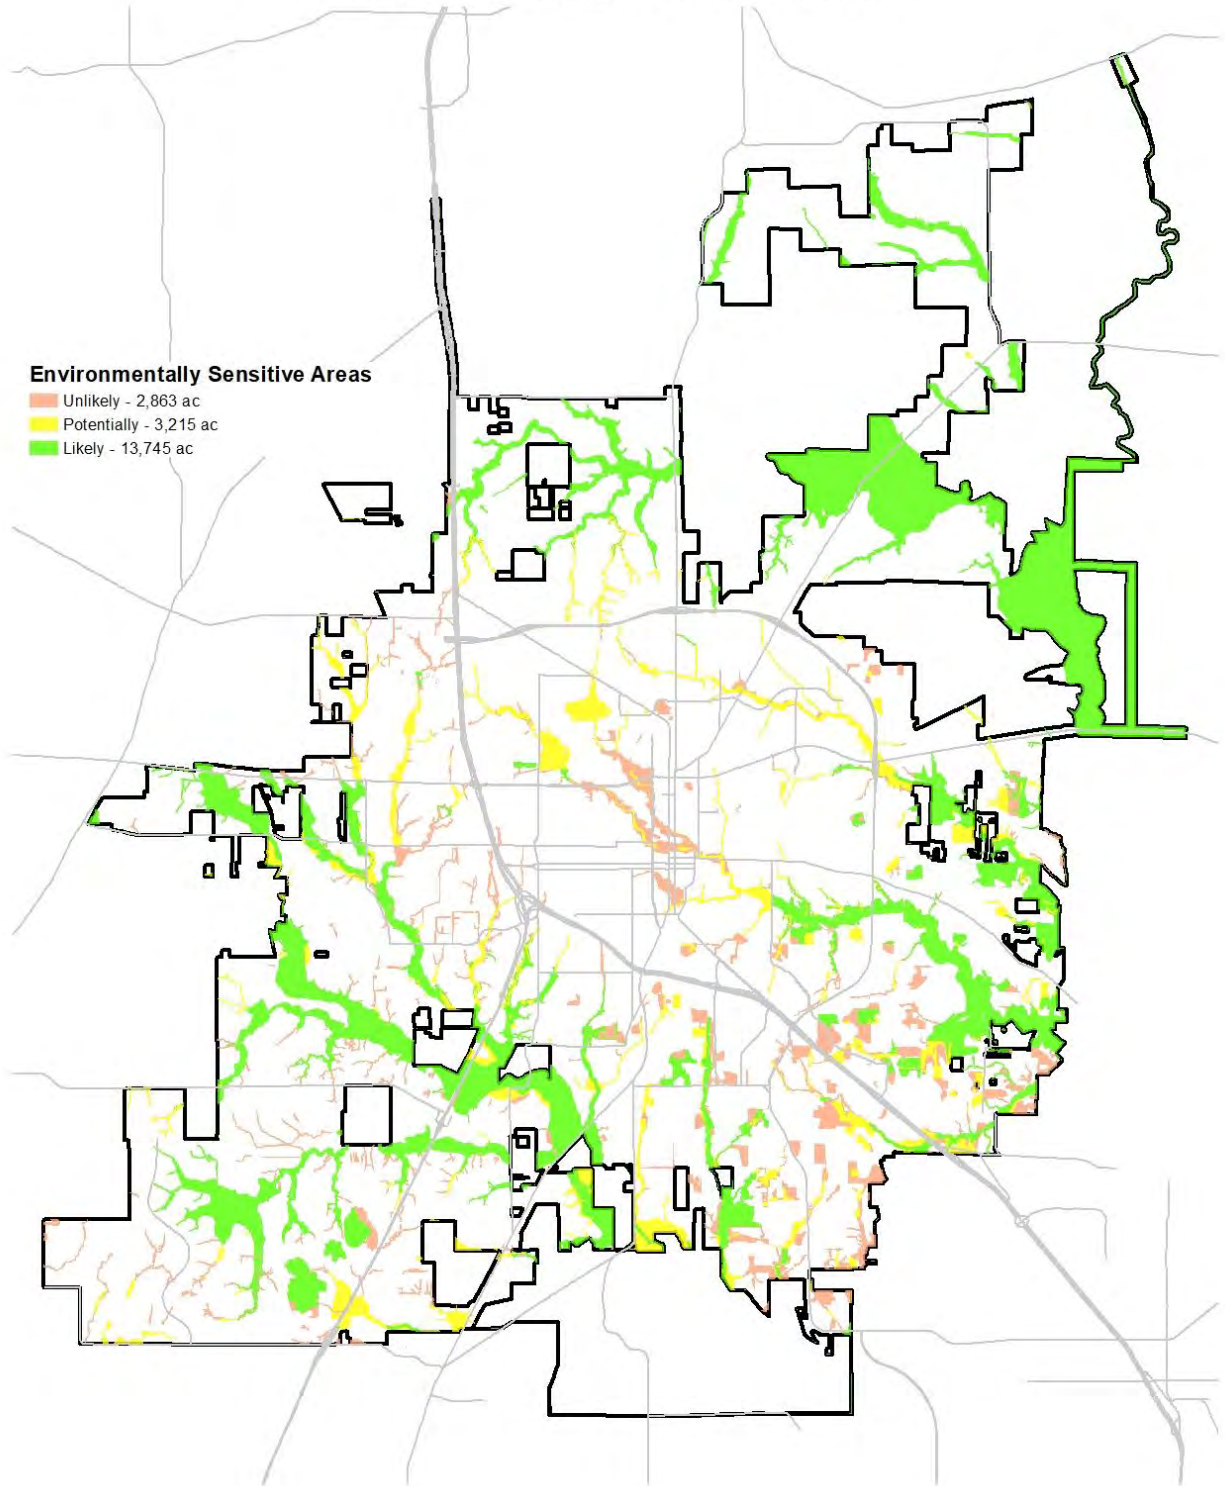 Environmentally Sensitive Areas
Unlikely - 2,863 ac
Potentially - 3,215 ac
Likely - 13,745 ac